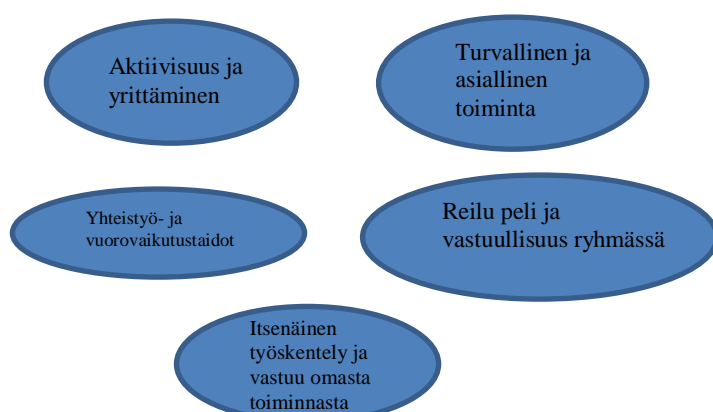 Aktiivisuus ja
yrittäminen
Turvallinen ja
asiallinen
toiminta
Yhteistyö- ja
vuorovaikutustaidot
Reilu peli ja
vastuullisuus ryhmässä
Itsenäinen
työskentely ja
vastuu omasta
toiminnasta